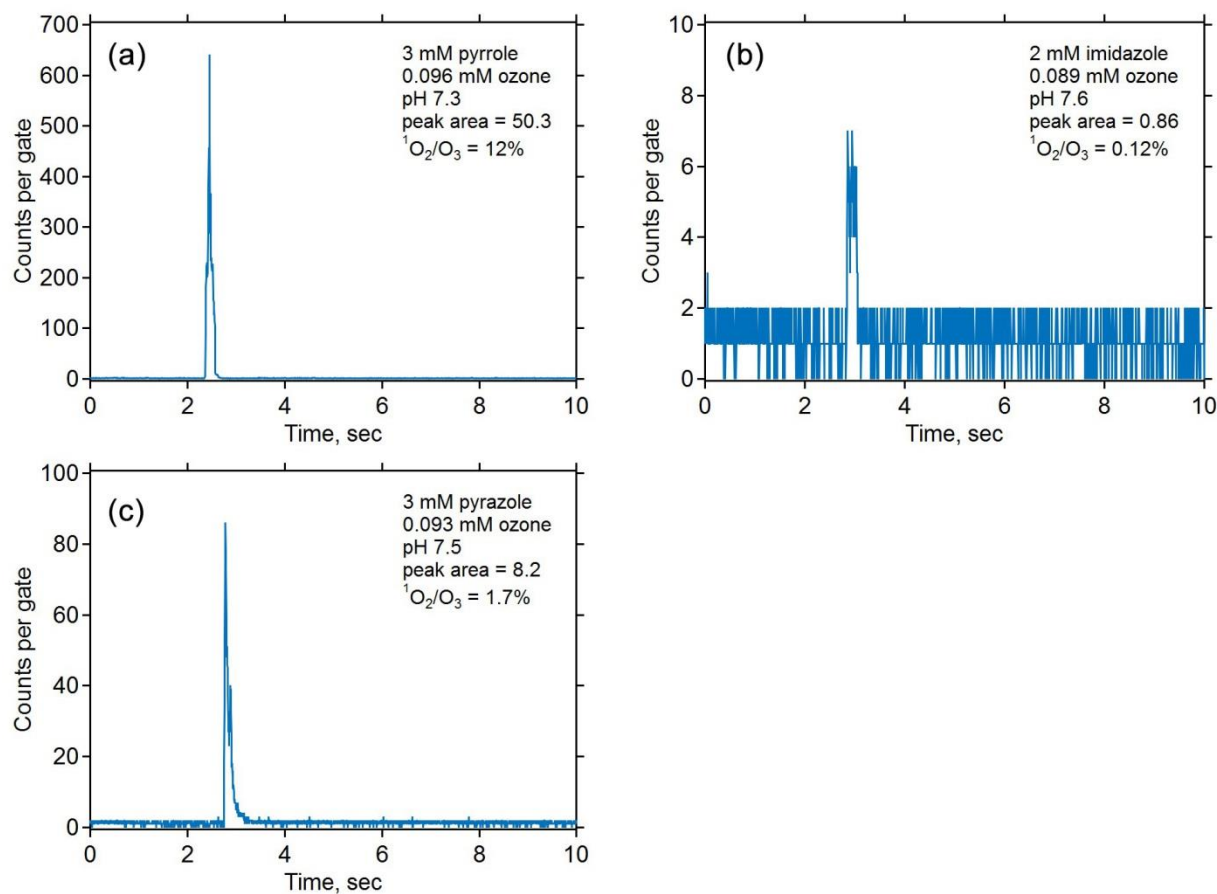 700
600
500
400
300
200
100
0
Counts per gate
(a)
3 mM pyrrole
0.096 mM ozone
pH 7.3
peak area = 50.3
¹O₂/O₃ = 12%
0 2 4 6 8 10
Time, sec
10
8
6
4
2
0
Counts per gate
(b)
2 mM imidazole
0.089 mM ozone
pH 7.6
peak area = 0.86
¹O₂/O₃ = 0.12%
0 2 4 6 8 10
Time, sec
100
80
60
40
20
0
Counts per gate
(c)
3 mM pyrazole
0.093 mM ozone
pH 7.5
peak area = 8.2
¹O₂/O₃ = 1.7%
0 2 4 6 8 10
Time, sec